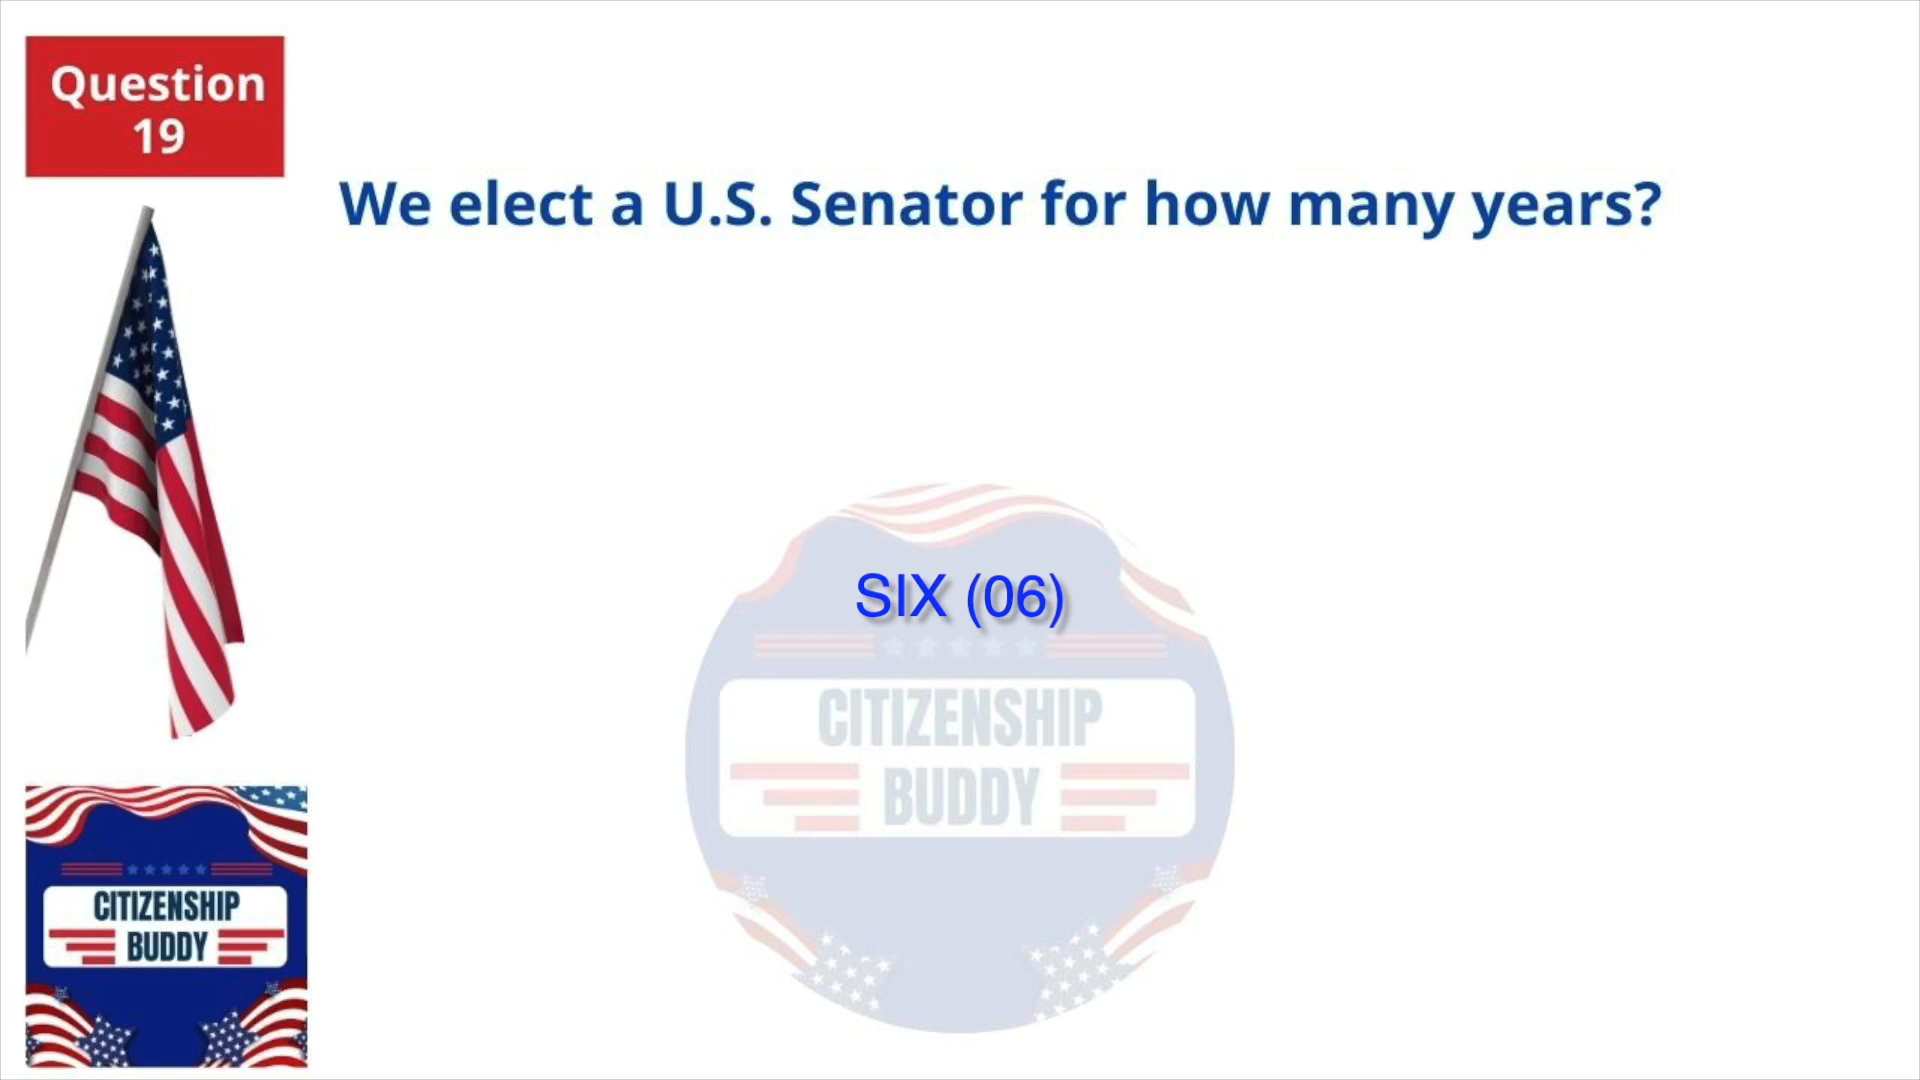 Question
19
We elect a U.S. Senator for how many years?
SIX (06)
CITIZENSHIP
BUDDY
CITIZENSHIP
BUDDY